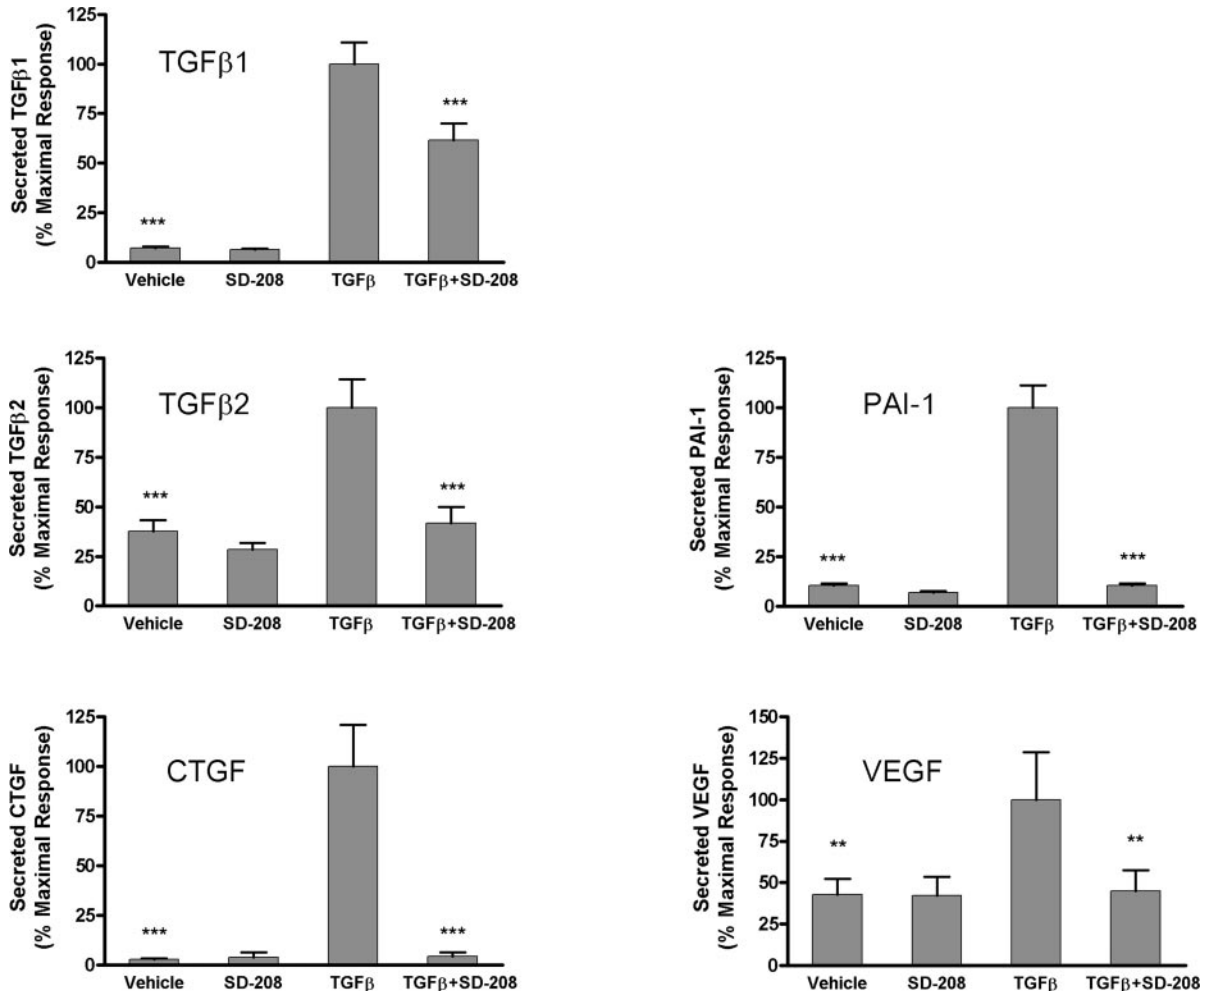 Secreted TGFβ1
(% Maximal Response)
TGFβ1
125
100
75
50
25
0
***
***
Vehicle
SD-208
TGFβ
TGFβ+SD-208
Secreted TGFβ2
(% Maximal Response)
TGFβ2
125
100
75
50
25
0
***
***
Vehicle
SD-208
TGFβ
TGFβ+SD-208
Secreted PAI-1
(% Maximal Response)
PAI-1
125
100
75
50
25
0
***
***
Vehicle
SD-208
TGFβ
TGFβ+SD-208
Secreted CTGF
(% Maximal Response)
CTGF
125
100
75
50
25
0
***
***
Vehicle
SD-208
TGFβ
TGFβ+SD-208
Secreted VEGF
(% Maximal Response)
VEGF
150
125
100
75
50
25
0
**
**
Vehicle
SD-208
TGFβ
TGFβ+SD-208